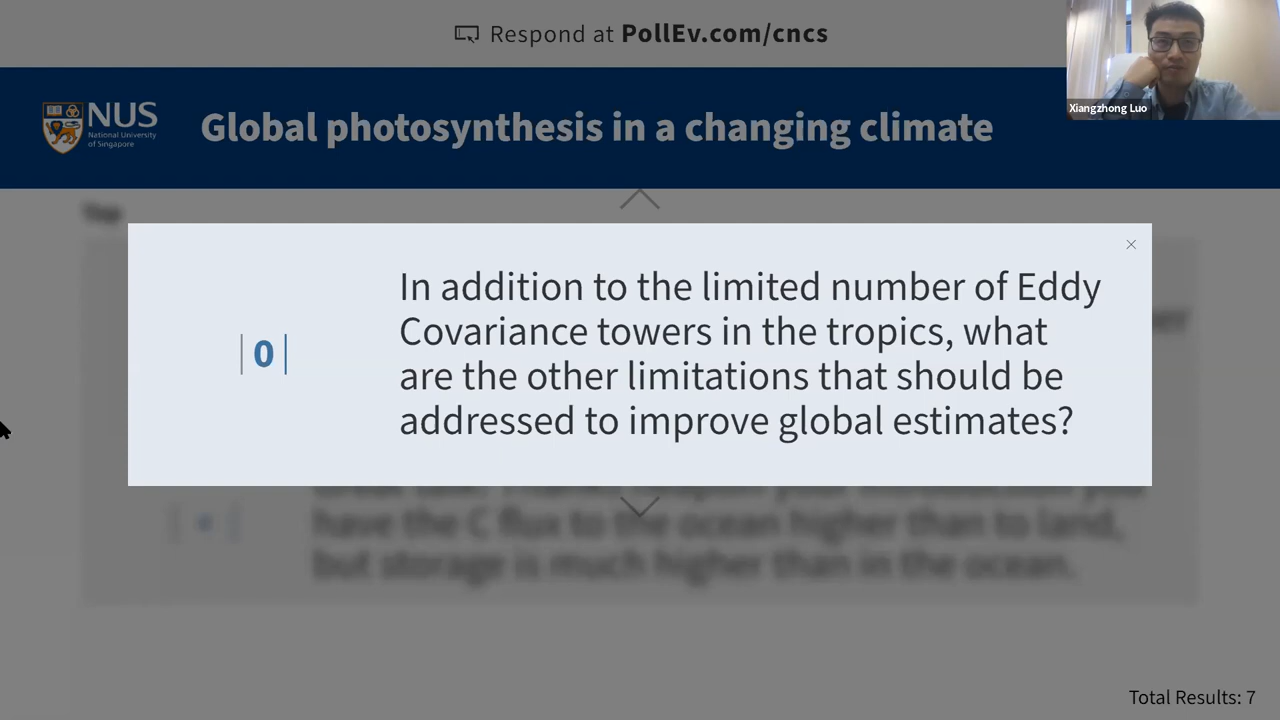 Respond at PollEv.com/cncs
Xiangzhong Luo
NUS
National University
of Singapore
Global photosynthesis in a changing climate
Top
0
In addition to the limited number of Eddy
Covariance towers in the tropics, what
are the other limitations that should be
addressed to improve global estimates?
have the C flux to the ocean higher than to land,
but storage is much higher than in the ocean.
Total Results: 7